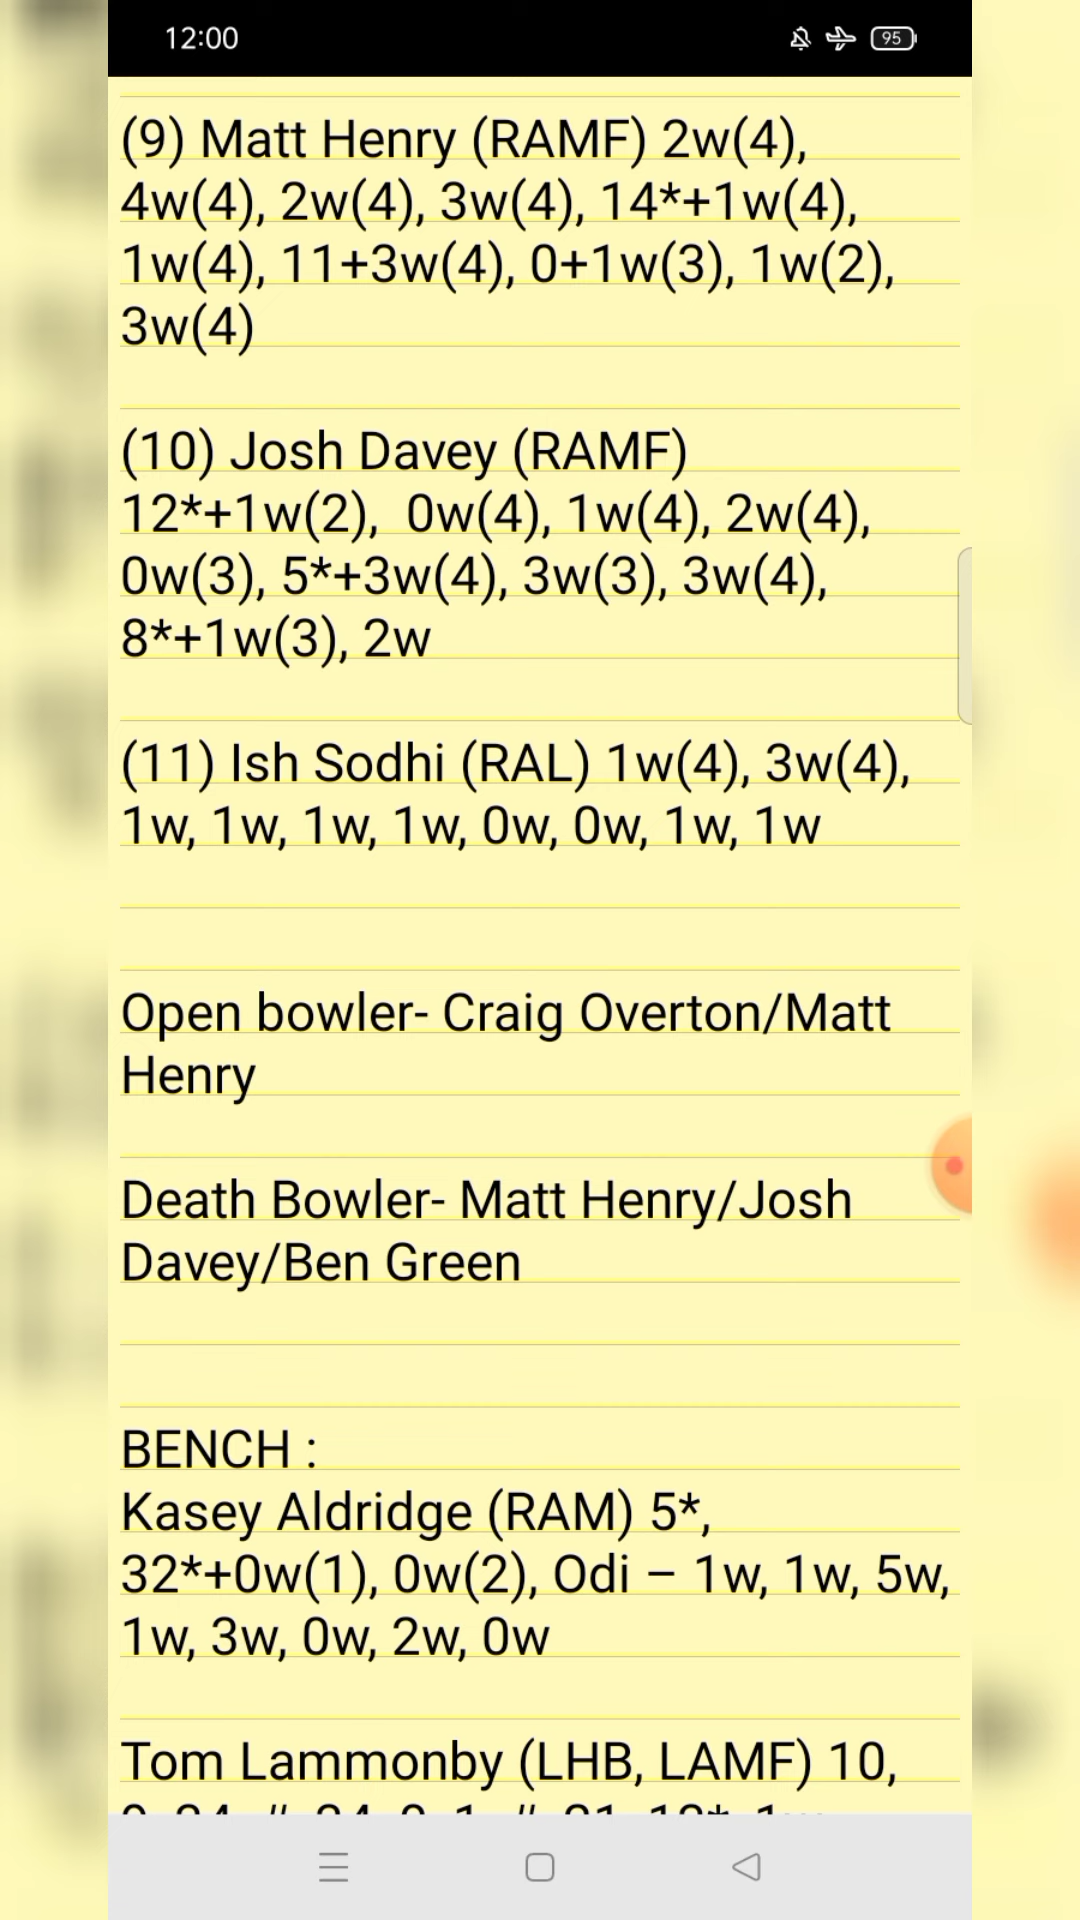 12:00
95
(9) Matt Henry (RAMF) 2w(4),
4w(4), 2w(4), 3w(4), 14*+1w(4),
1w(4), 11+3w(4), 0+1w(3), 1w(2),
3w(4)
(10) Josh Davey (RAMF)
12*+1w(2),  0w(4), 1w(4), 2w(4),
0w(3), 5*+3w(4), 3w(3), 3w(4),
8*+1w(3), 2w
(11) Ish Sodhi (RAL) 1w(4), 3w(4),
1w, 1w, 1w, 1w, 0w, 0w, 1w, 1w
Open bowler- Craig Overton/Matt
Henry
Death Bowler- Matt Henry/Josh
Davey/Ben Green
BENCH :
Kasey Aldridge (RAM) 5*,
32*+0w(1), 0w(2), Odi – 1w, 1w, 5w,
1w, 3w, 0w, 2w, 0w
Tom Lammonby (LHB, LAMF) 10,